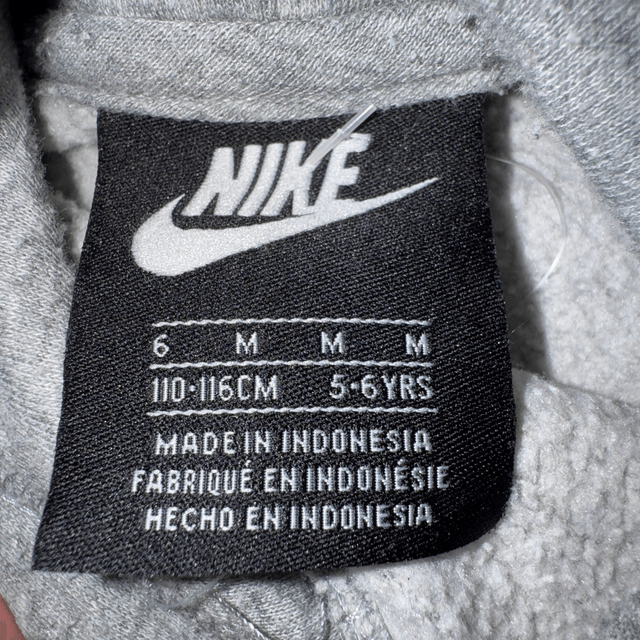 NIKE
6 M M M
110-116CM 5-6YRS
MADE IN INDONESIA
FABRIQUÉ EN INDONÉSIE
HECHO EN INDONESIA